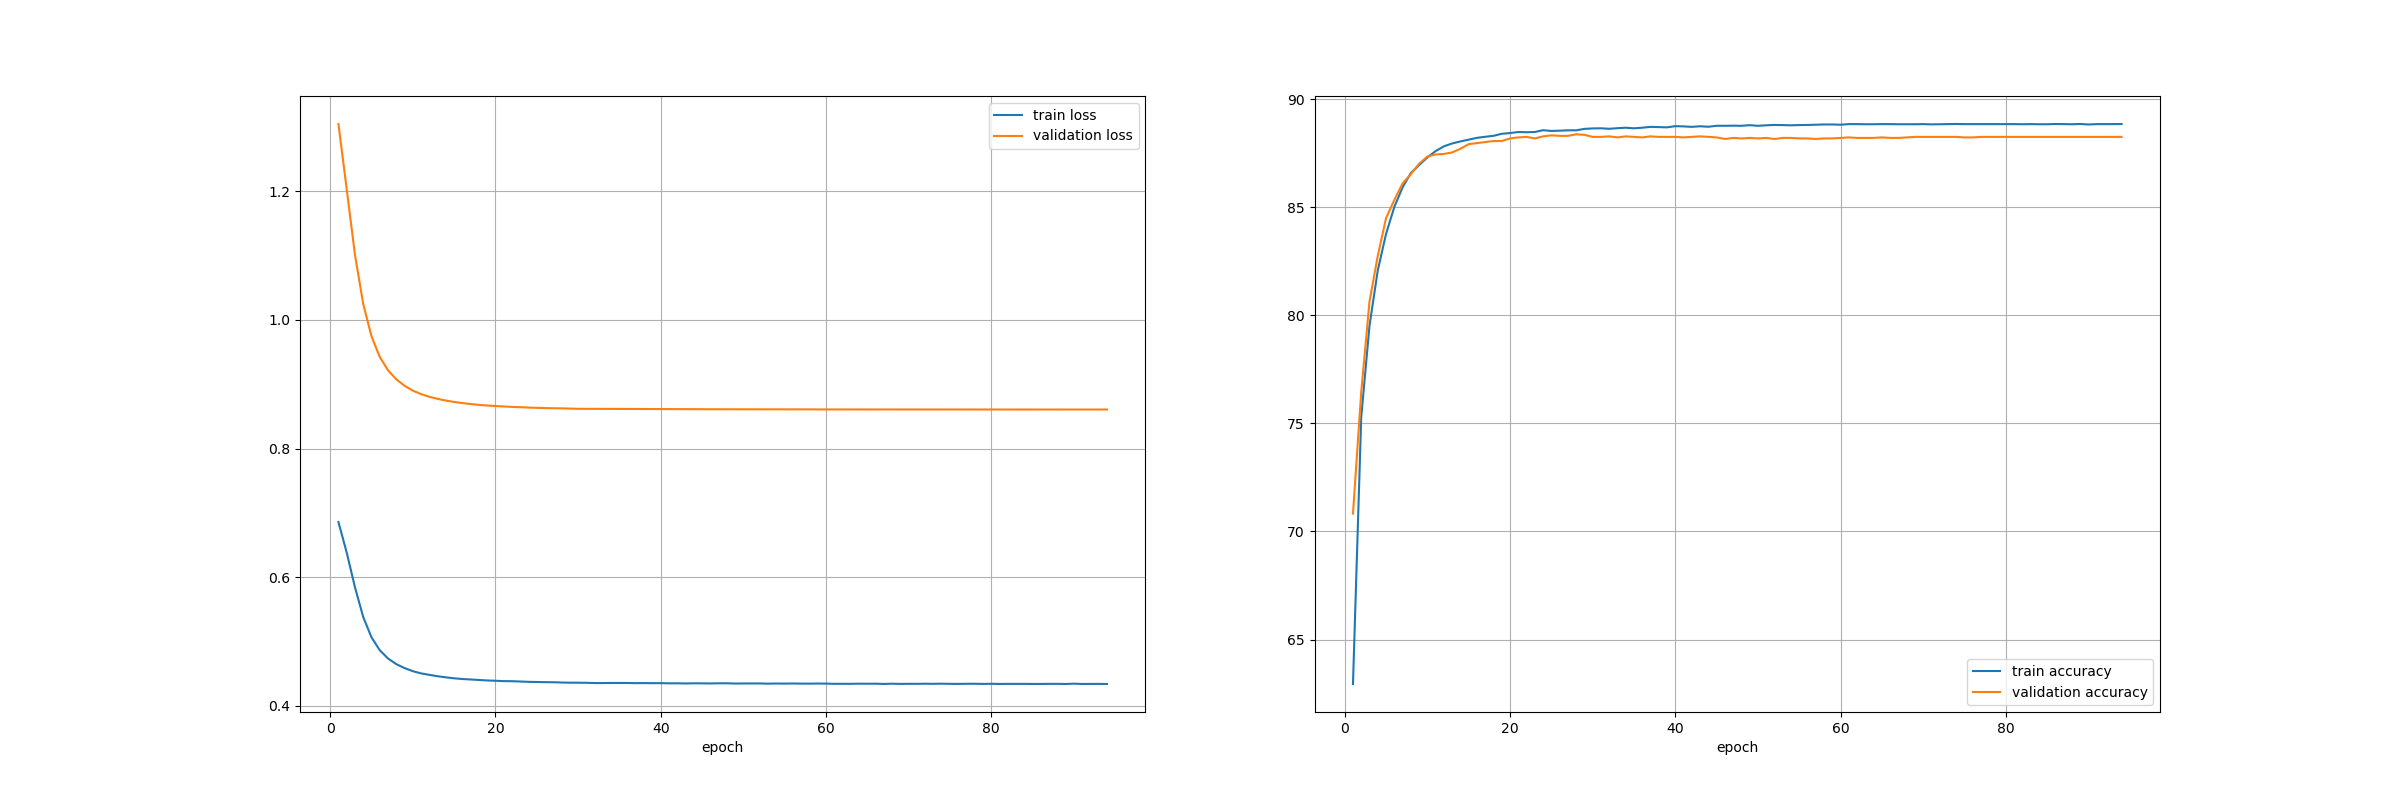 train loss
validation loss
1.2
1.0
0.8
0.6
0.4
0 20 40 60 80
epoch
90
85
80
75
70
65
train accuracy
validation accuracy
0 20 40 60 80
epoch